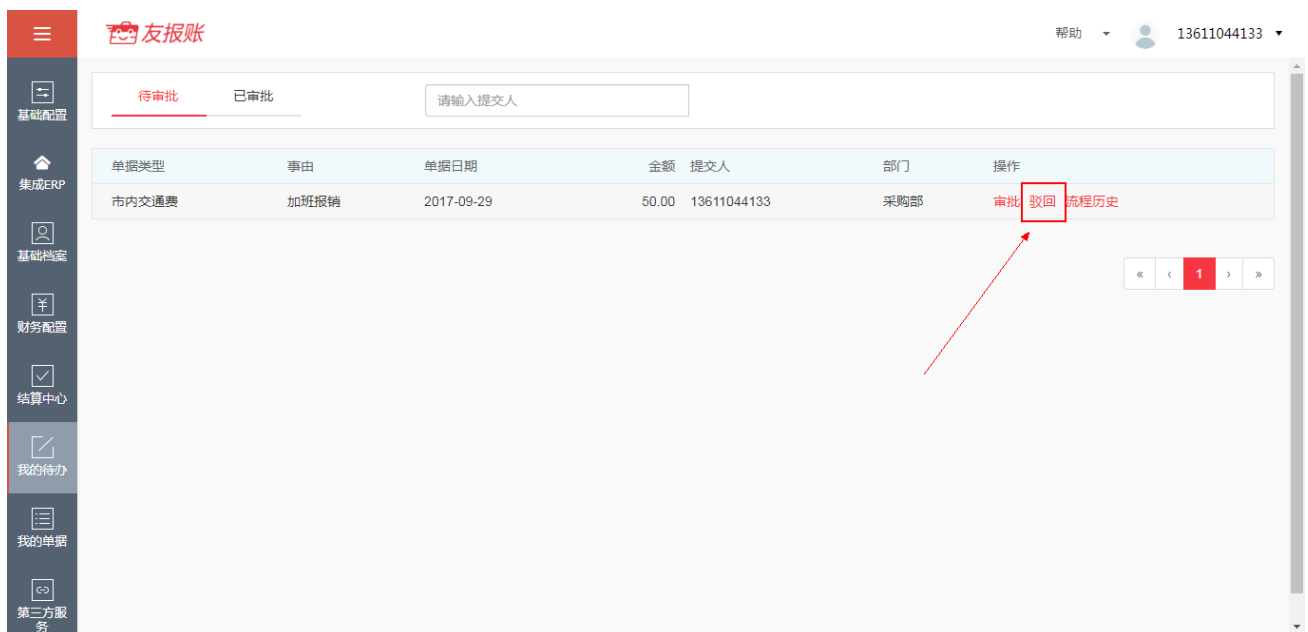 友报账
帮助
13611044133
基础配置
集成ERP
基础档案
财务配置
结算中心
我的待办
我的单据
第三方服
务
待审批 已审批 请输入提交人
单据类型 事由 单据日期 金额 提交人 部门 操作
市内交通费 加班报销 2017-09-29 50.00 13611044133 采购部 审批 驳回 流程历史
« ‹ 1 › »